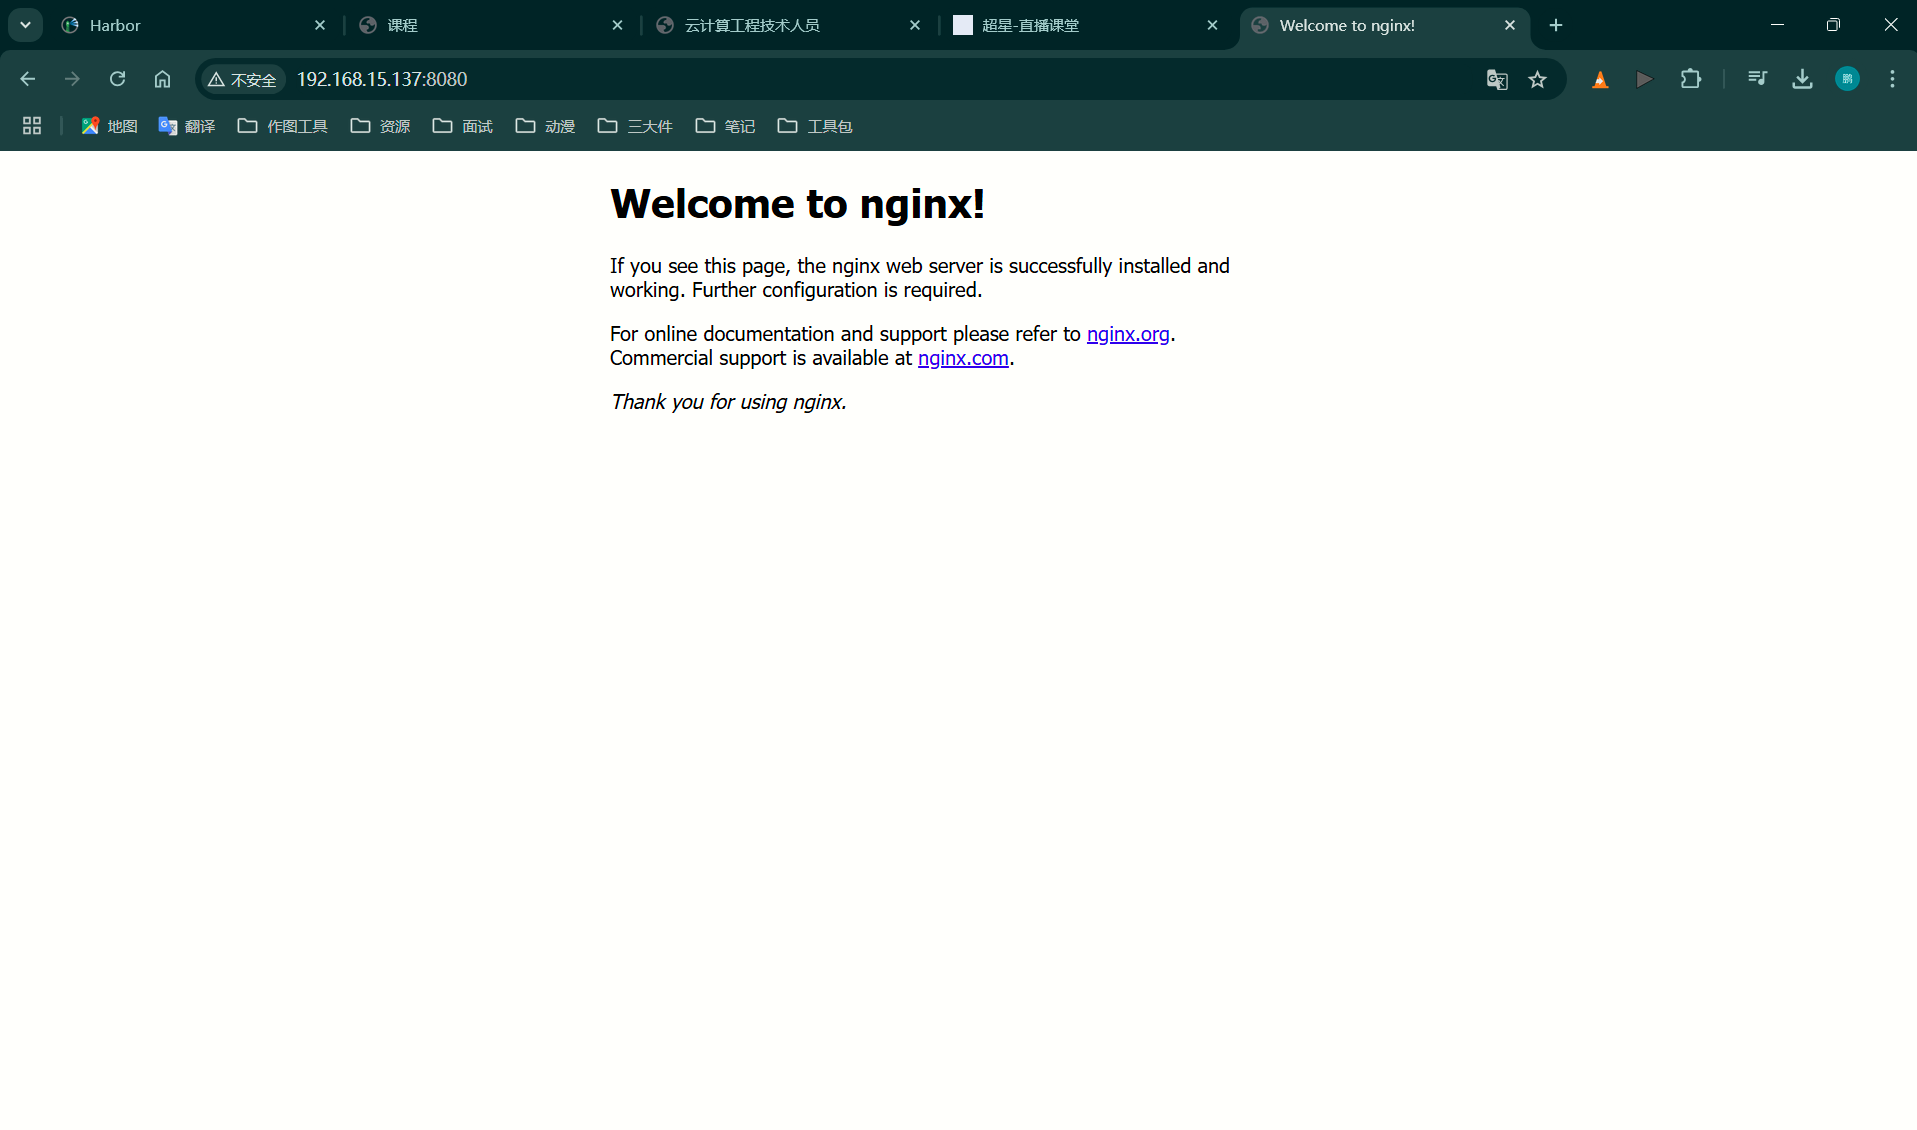 Harbor
课程
云计算工程技术人员
超星-直播课堂
Welcome to nginx!
不安全
192.168.15.137:8080
鹏
地图
翻译
作图工具
资源
面试
动漫
三大件
笔记
工具包
Welcome to nginx!
If you see this page, the nginx web server is successfully installed and
working. Further configuration is required.
For online documentation and support please refer to nginx.org.
Commercial support is available at nginx.com.
Thank you for using nginx.